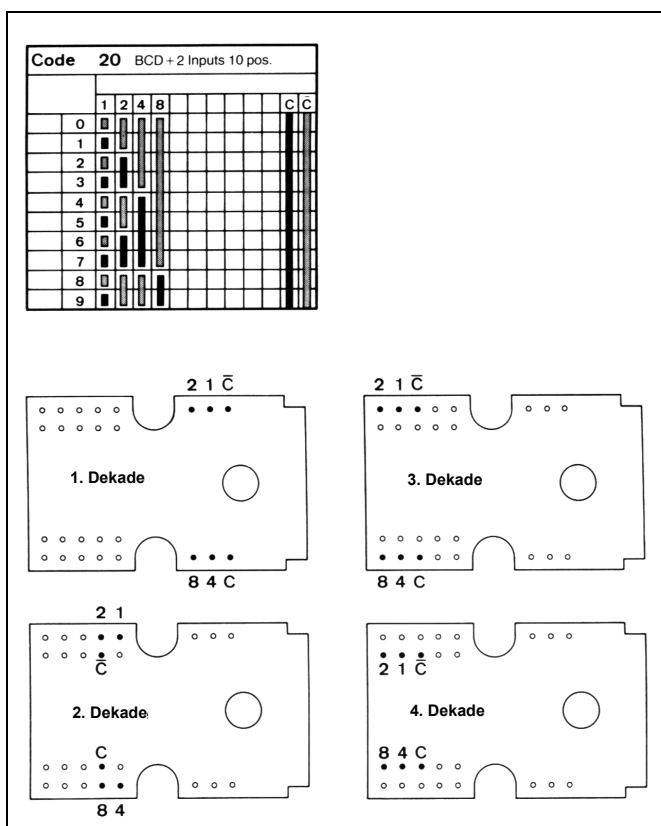 Code 20 BCD + 2 Inputs 10 pos.
1 2 4 8 C C̅
0
1
2
3
4
5
6
7
8
9
2 1 C̅
1. Dekade
8 4 C
2 1 C̅
3. Dekade
8 4 C
2 1
C̅
2. Dekade
C
8 4
2 1 C̅
4. Dekade
8 4 C